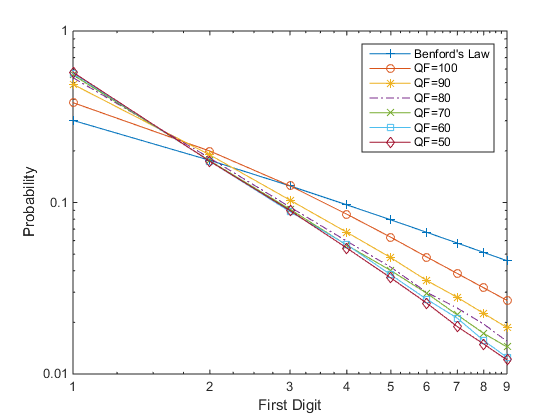 Benford's Law
QF=100
QF=90
QF=80
QF=70
QF=60
QF=50
1
0.1
0.01
Probability
1 2 3 4 5 6 7 8 9
First Digit